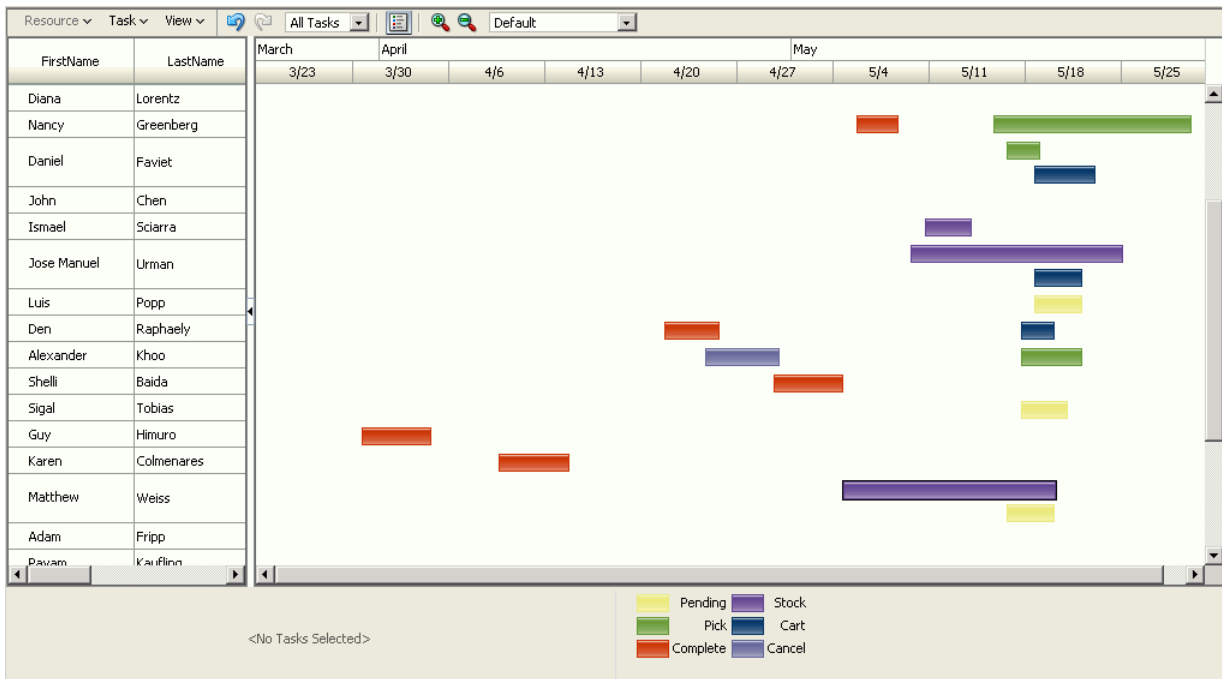 Resource Task View All Tasks Default
FirstName LastName
March April May
3/23 3/30 4/6 4/13 4/20 4/27 5/4 5/11 5/18 5/25
Diana Lorentz
Nancy Greenberg
Daniel Faviet
John Chen
Ismael Sciarra
Jose Manuel Urman
Luis Popp
Den Raphaely
Alexander Khoo
Shelli Baida
Sigal Tobias
Guy Himuro
Karen Colmenares
Matthew Weiss
Adam Fripp
Payam Kaufling
<No Tasks Selected>
Pending Stock
Pick Cart
Complete Cancel